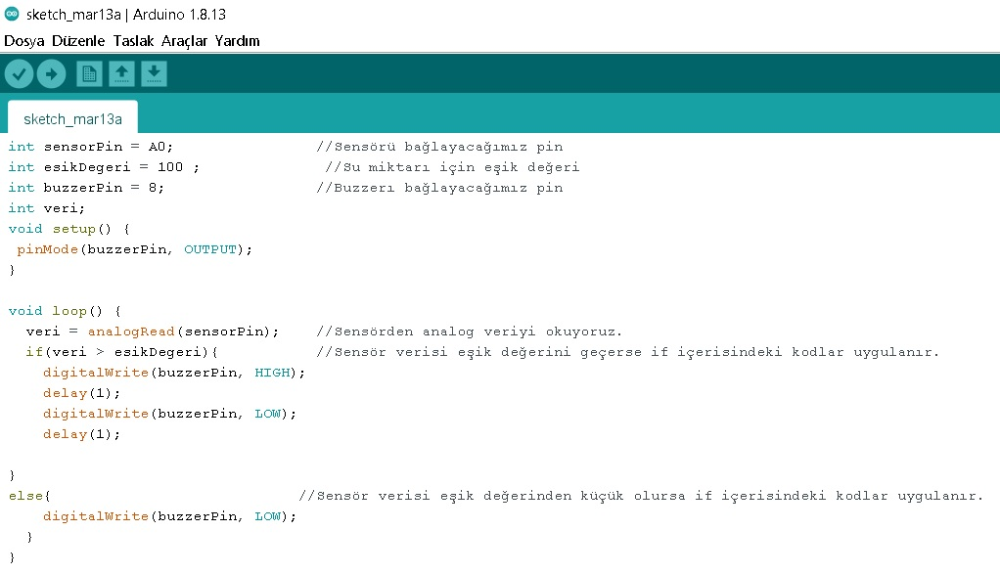 sketch_mar13a | Arduino 1.8.13
Dosya Düzenle Taslak Araçlar Yardım
sketch_mar13a
int sensorPin = A0; //Sensörü bağlayacağımız pin
int esikDegeri = 100 ; //Su miktarı için eşik değeri
int buzzerPin = 8; //Buzzerı bağlayacağımız pin
int veri;
void setup() {
pinMode(buzzerPin, OUTPUT);
}
void loop() {
veri = analogRead(sensorPin); //Sensörden analog veriyi okuyoruz.
if(veri > esikDegeri){ //Sensör verisi eşik değerini geçerse if içerisindeki kodlar uygulanır.
digitalWrite(buzzerPin, HIGH);
delay(1);
digitalWrite(buzzerPin, LOW);
delay(1);
}
else{ //Sensör verisi eşik değerinden küçük olursa if içerisindeki kodlar uygulanır.
digitalWrite(buzzerPin, LOW);
}
}